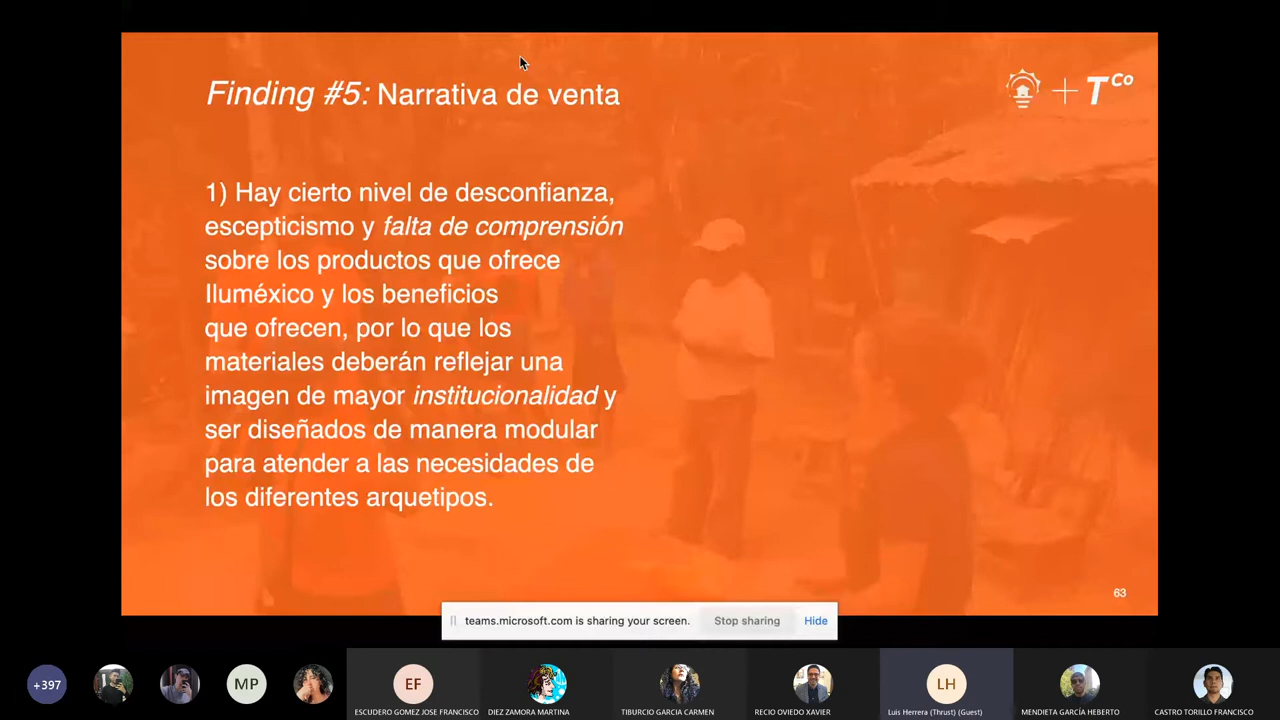 Finding #5: Narrativa de venta
T Co
1) Hay cierto nivel de desconfianza,
escepticismo y falta de comprensión
sobre los productos que ofrece
Iluméxico y los beneficios
que ofrecen, por lo que los
materiales deberán reflejar una
imagen de mayor institucionalidad y
ser diseñados de manera modular
para atender a las necesidades de
los diferentes arquetipos.
63
teams.microsoft.com is sharing your screen. Stop sharing Hide
+397 MP EF LH
ESCUDERO GOMEZ JOSE FRANCISCO DIEZ ZAMORA MARTINA TIBURCIO GARCIA CARMEN RECIO OVIEDO XAVIER Luis Herrera (Thrust) (Guest) MENDIETA GARCÍA HEBERTO CASTRO TORILLO FRANCISCO